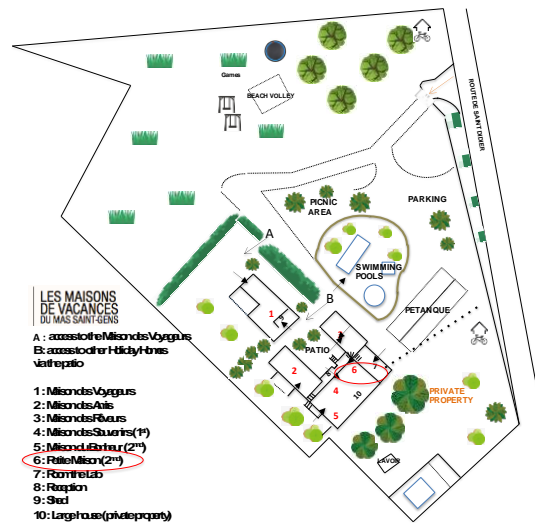 Games
BEACH VOLLEY
ROUTE DE SAINT DIDIER
PICNIC
AREA
PARKING
A
SWIMMING
POOLS
B
PETANQUE
1
PATIO
2
6
7
8
4
10
5
PRIVATE
PROPERTY
LAVOIR
LES MAISONS
DE VACANCES
DU MAS SAINT-GENS
A : access to the Maison des Voyageurs
B : access to other Holiday Homes
via the patio
1 : Maison des Voyageurs
2 : Maison des Amis
3 : Maison des Rêveurs
4 : Maison des Souvenirs (1st)
5 : Maison du Bonheur (2nd)
6 : Petite Maison (2nd)
7 : Room the Lab
8 : Reception
9 : Shed
10 : Large house (private property)